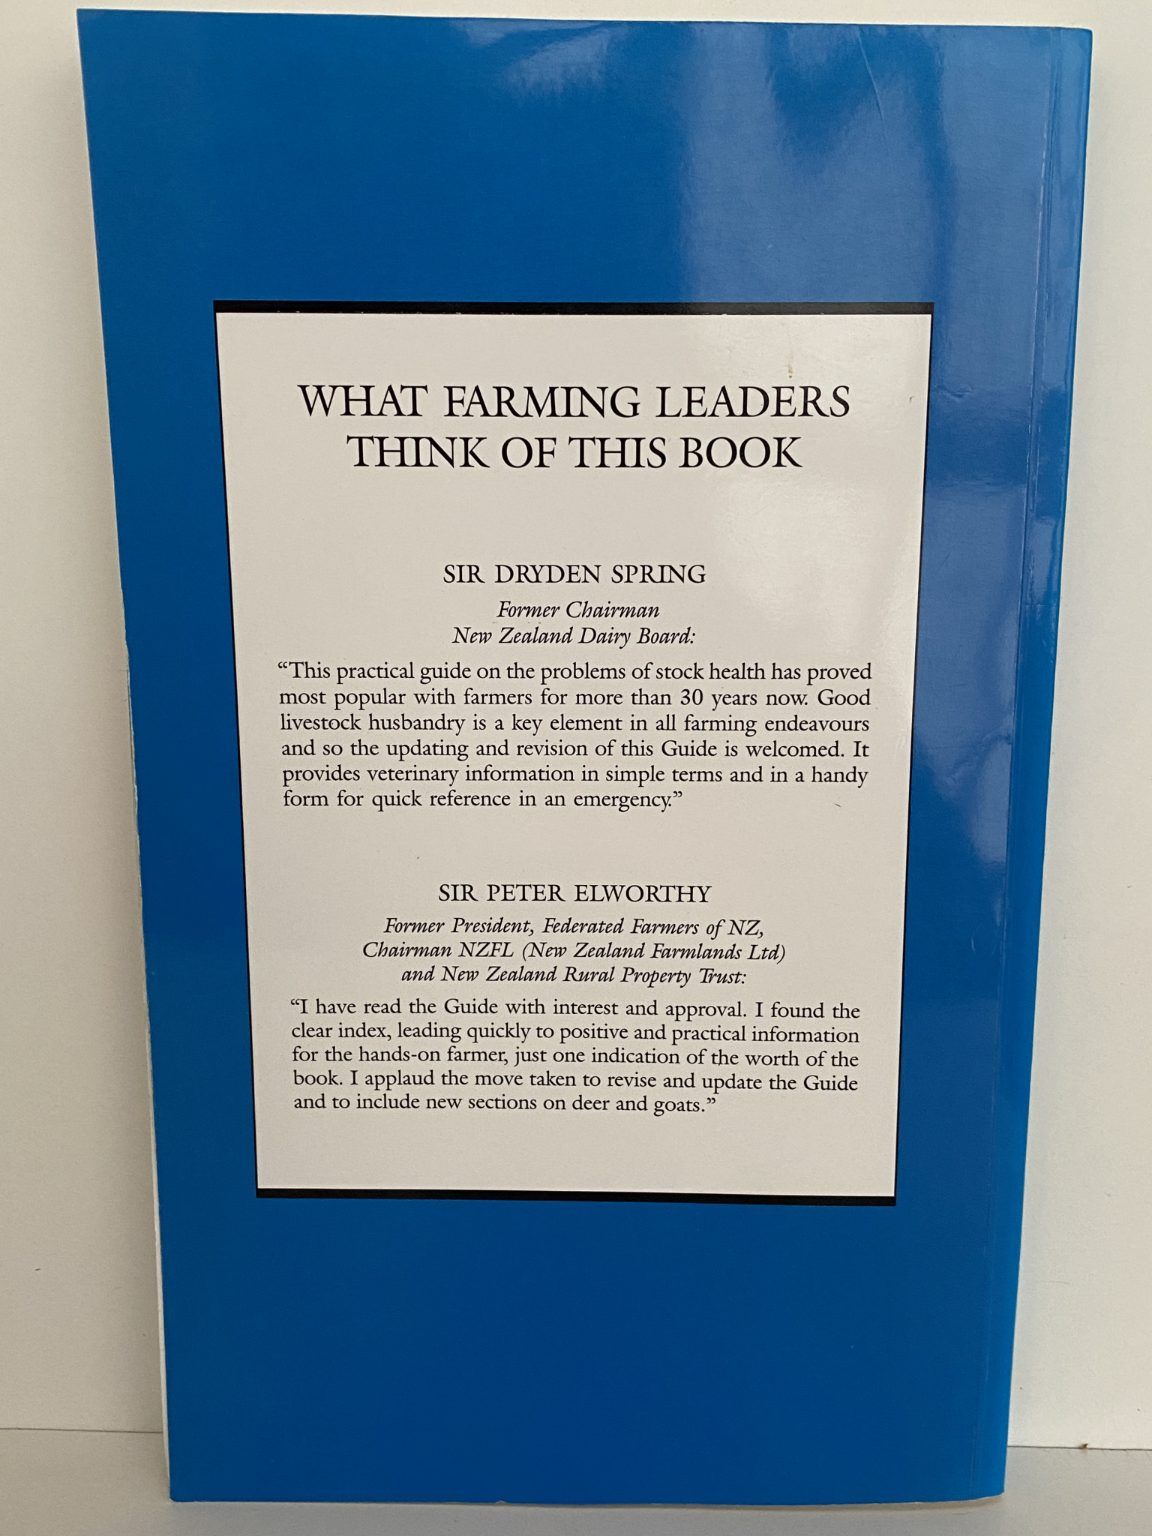 WHAT FARMING LEADERS
THINK OF THIS BOOK
SIR DRYDEN SPRING
Former Chairman
New Zealand Dairy Board:
“This practical guide on the problems of stock health has proved
most popular with farmers for more than 30 years now. Good
livestock husbandry is a key element in all farming endeavours
and so the updating and revision of this Guide is welcomed. It
provides veterinary information in simple terms and in a handy
form for quick reference in an emergency.”
SIR PETER ELWORTHY
Former President, Federated Farmers of NZ,
Chairman NZFL (New Zealand Farmlands Ltd)
and New Zealand Rural Property Trust:
“I have read the Guide with interest and approval. I found the
clear index, leading quickly to positive and practical information
for the hands-on farmer, just one indication of the worth of the
book. I applaud the move taken to revise and update the Guide
and to include new sections on deer and goats.”